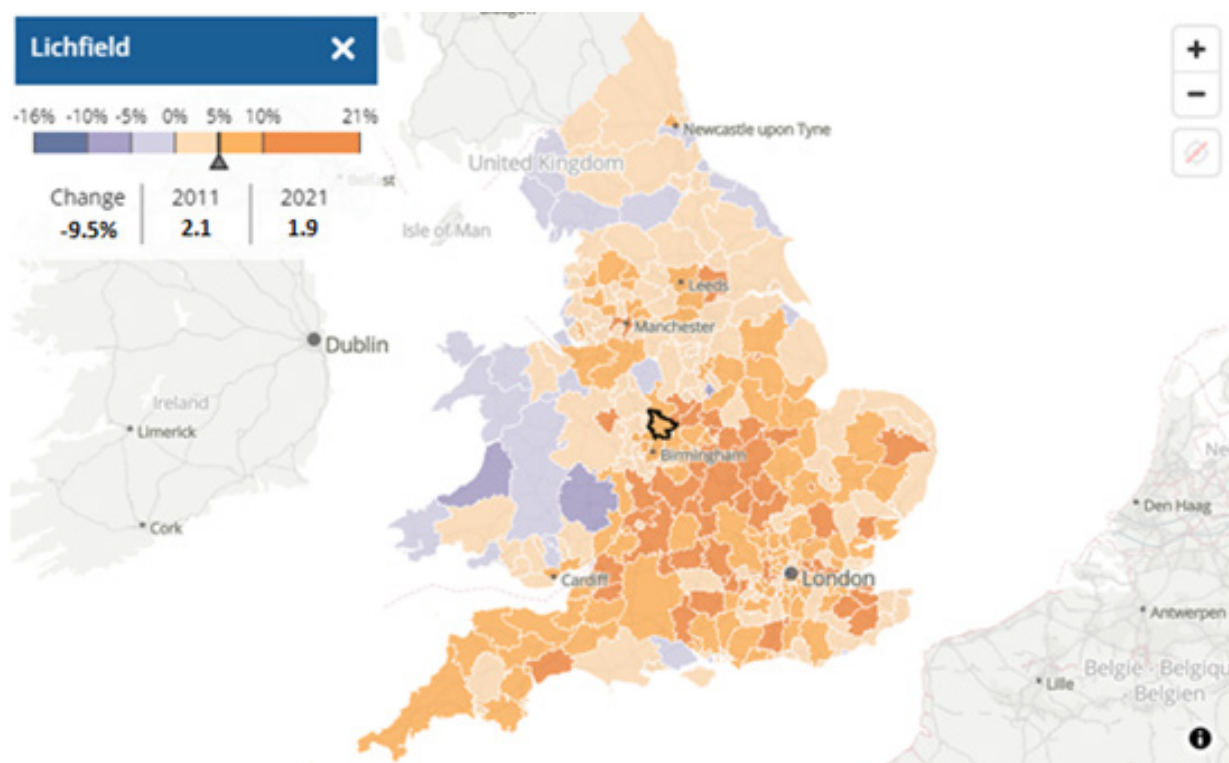 Lichfield
-16% -10% -5% 0% 5% 10% 21%
Change 2011 2021
-9.5% 2.1 1.9
+
−
Newcastle upon Tyne
United Kingdom
Isle of Man
Leeds
Manchester
Dublin
Ireland
Limerick
Birmingham
Cork
Den Haag
Cardiff
London
Antwerpen
België - Belgiqu
Belgien
Lille